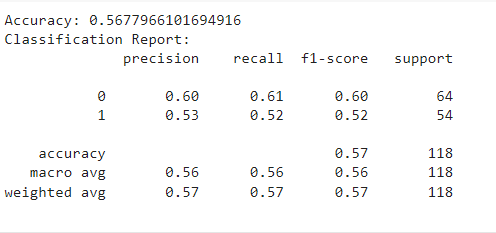 Accuracy: 0.5677966101694916
Classification Report:
precision recall f1-score support
0 0.60 0.61 0.60 64
1 0.53 0.52 0.52 54
accuracy 0.57 118
macro avg 0.56 0.56 0.56 118
weighted avg 0.57 0.57 0.57 118